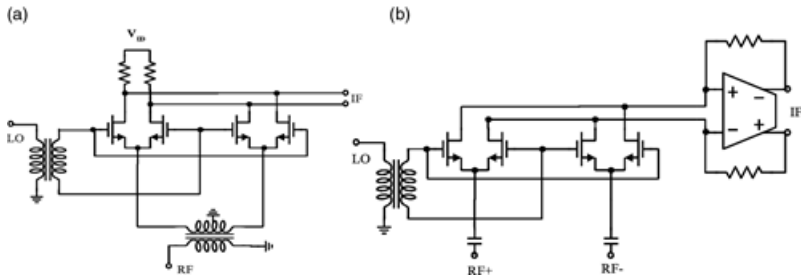 (a)
V_DD
IF
LO
RF
(b)
+ −
IF
− +
LO
RF+
RF-